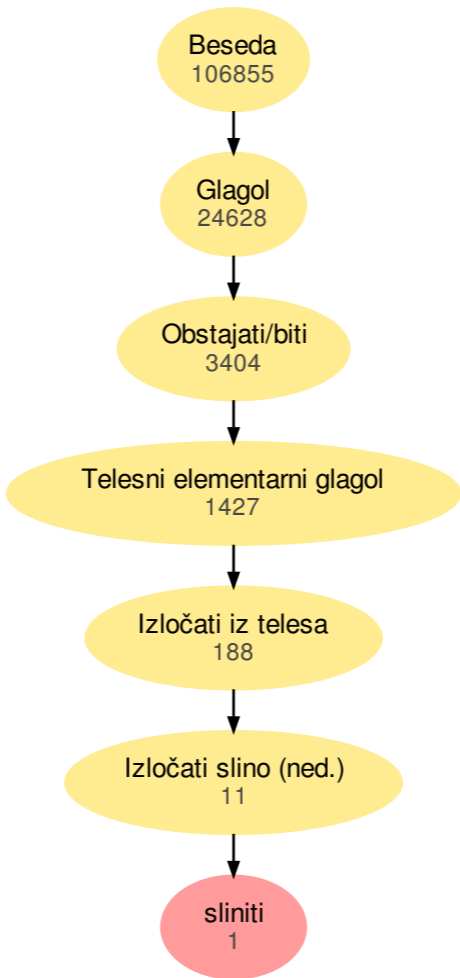 Beseda
106855
Glagol
24628
Obstajati/biti
3404
Telesni elementarni glagol
1427
Izločati iz telesa
188
Izločati slino (ned.)
11
sliniti
1